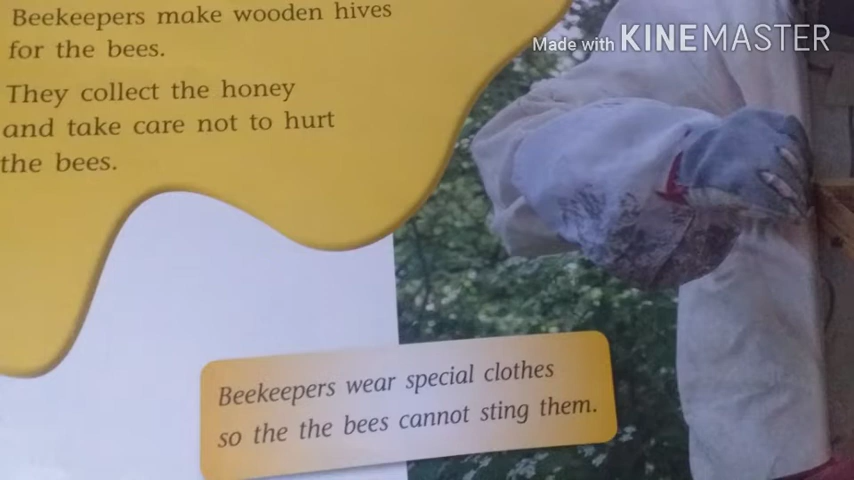 Beekeepers make wooden hives
for the bees.
They collect the honey
and take care not to hurt
the bees.
Made with KINEMASTER
Beekeepers wear special clothes
so the the bees cannot sting them.